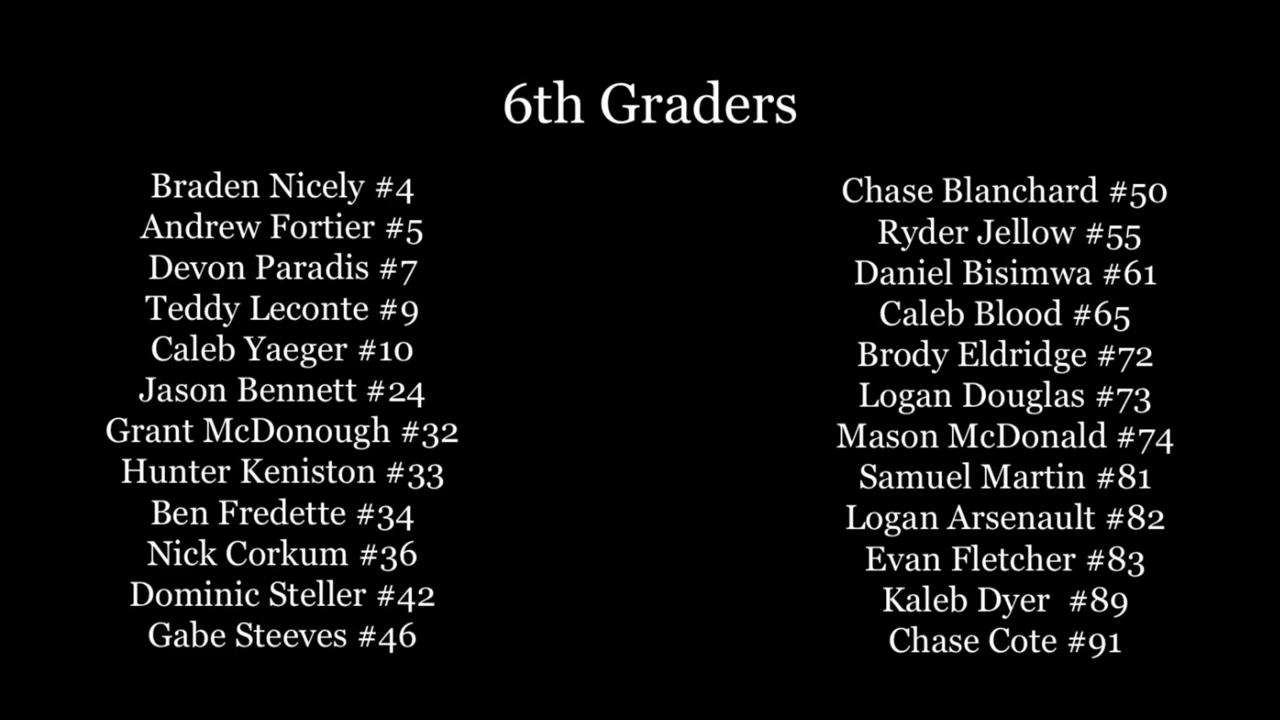 6th Graders
Braden Nicely #4
Andrew Fortier #5
Devon Paradis #7
Teddy Leconte #9
Caleb Yaeger #10
Jason Bennett #24
Grant McDonough #32
Hunter Keniston #33
Ben Fredette #34
Nick Corkum #36
Dominic Steller #42
Gabe Steeves #46
Chase Blanchard #50
Ryder Jellow #55
Daniel Bisimwa #61
Caleb Blood #65
Brody Eldridge #72
Logan Douglas #73
Mason McDonald #74
Samuel Martin #81
Logan Arsenault #82
Evan Fletcher #83
Kaleb Dyer  #89
Chase Cote #91